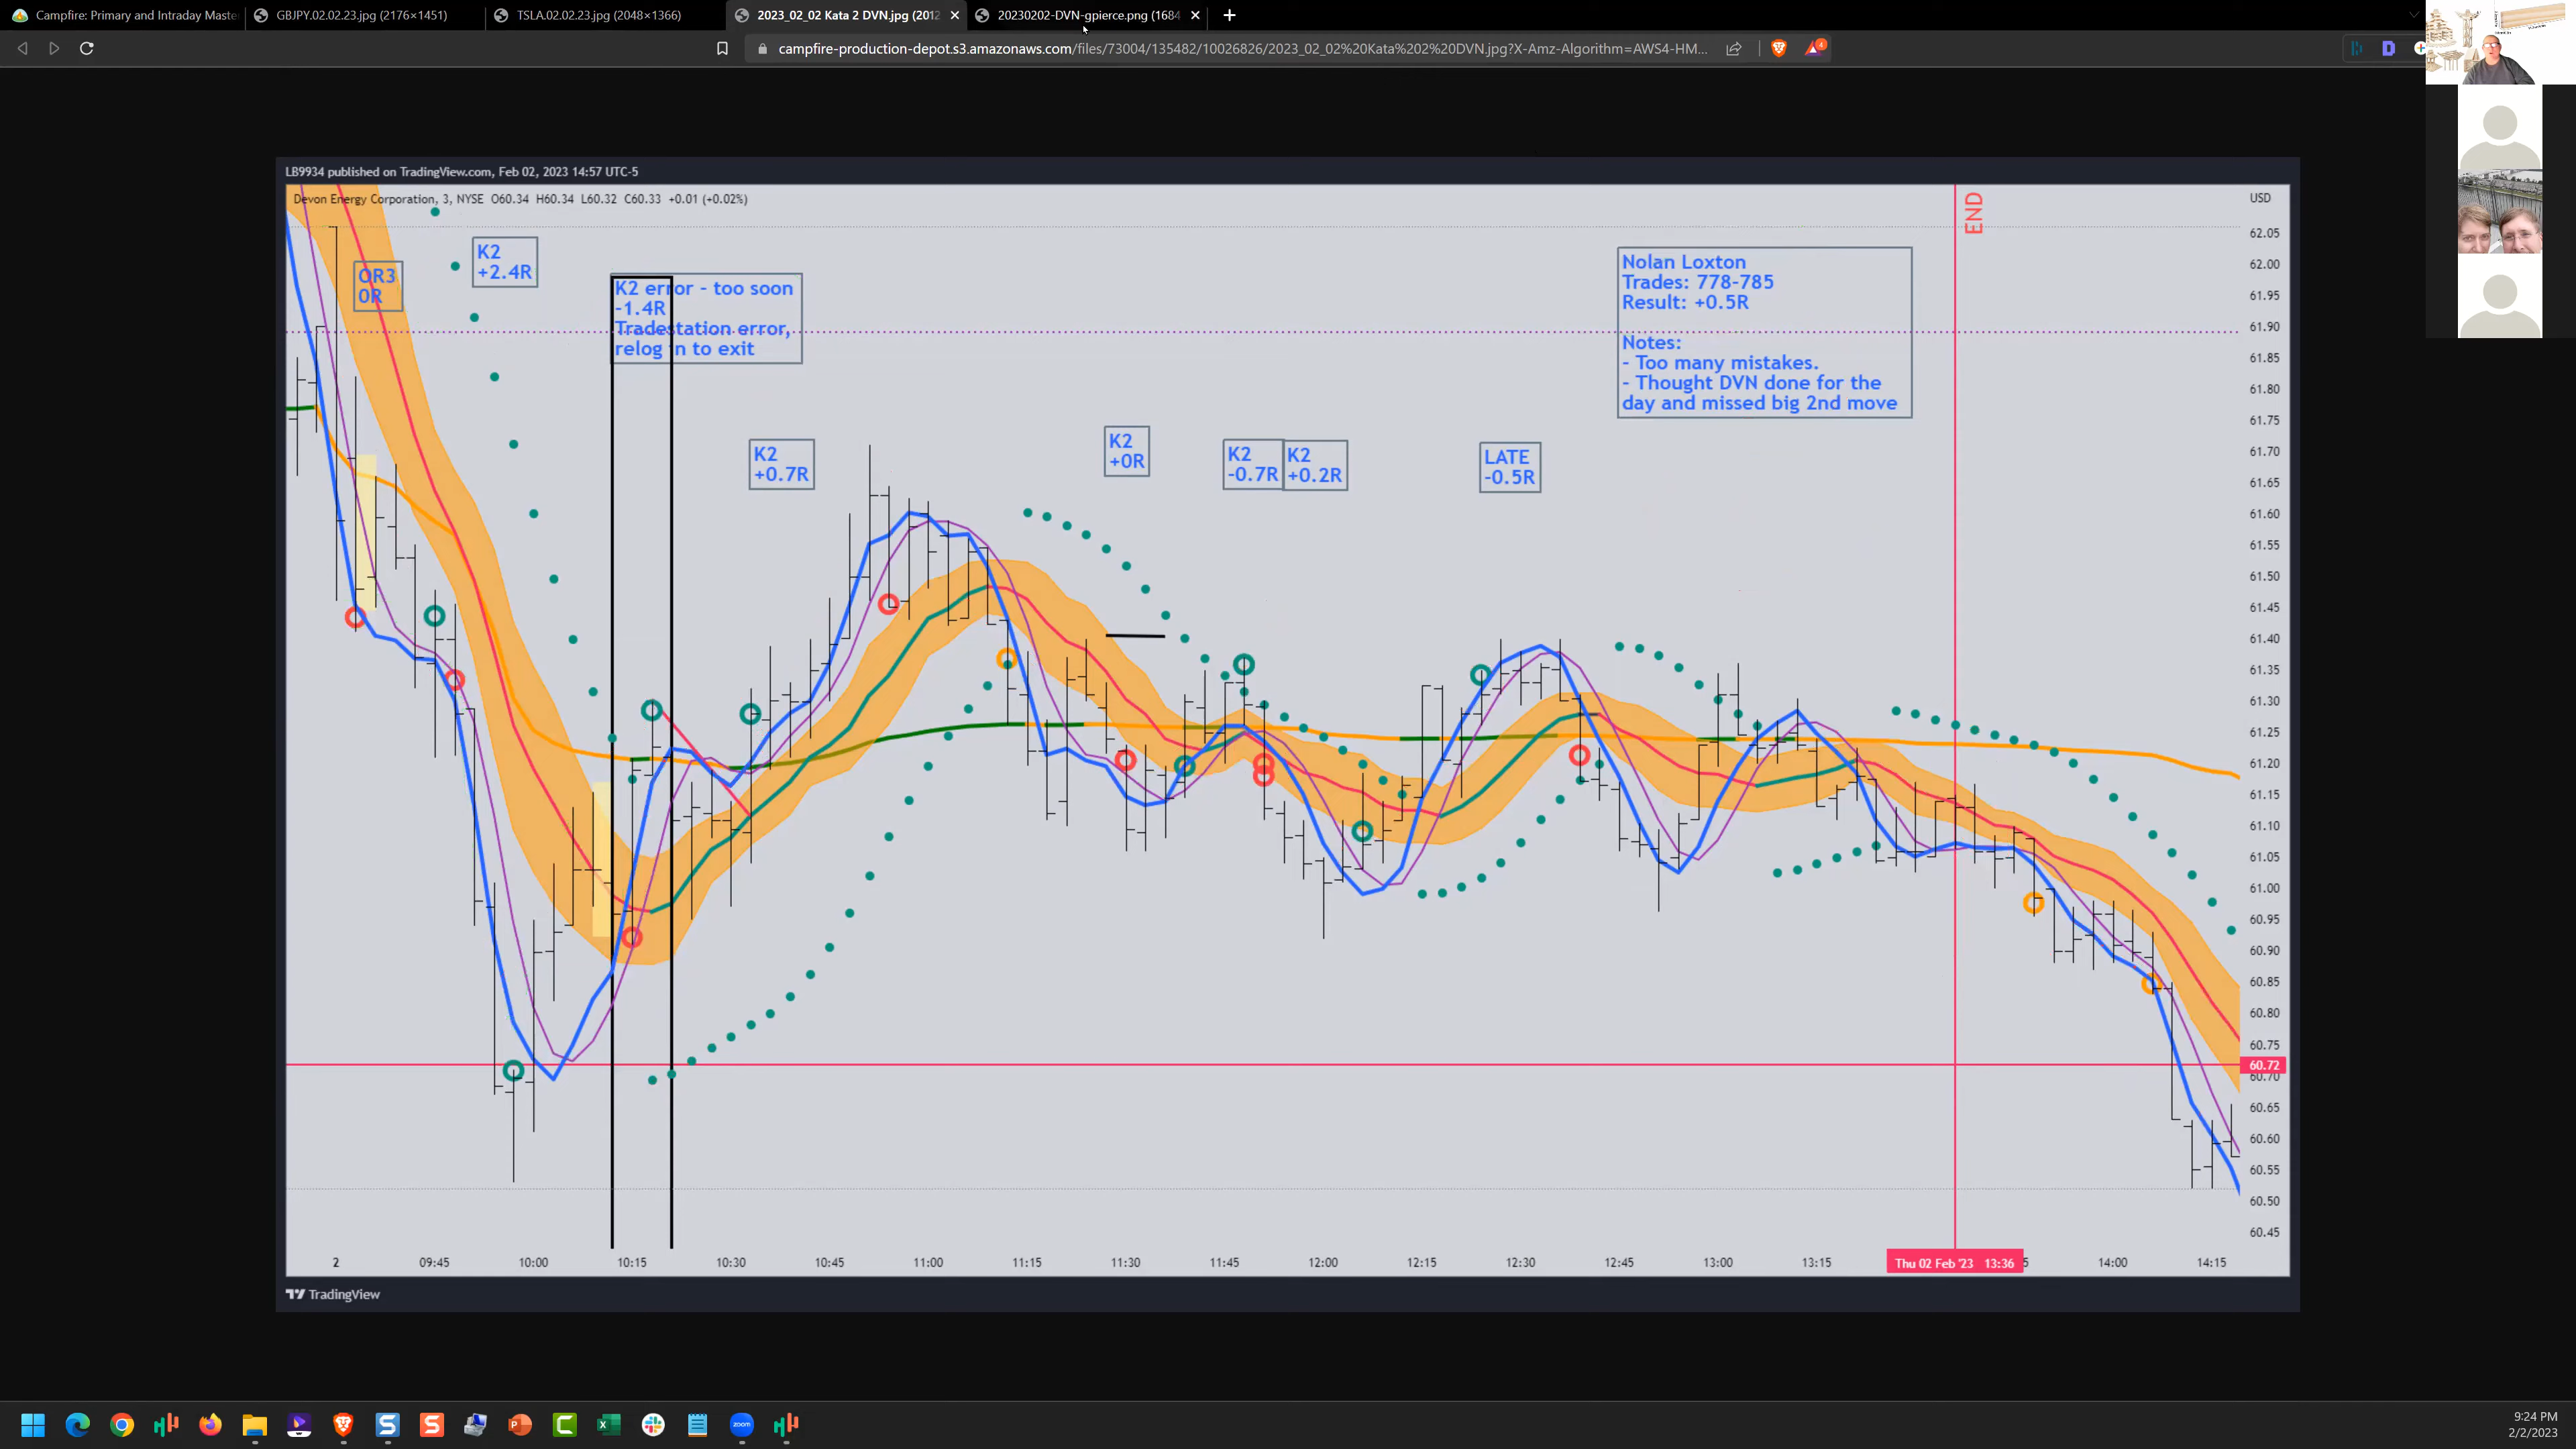 Campfire: Primary and Intraday Maste
GBJPY.02.02.23.jpg (2176×1451)
TSLA.02.02.23.jpg (2048×1366)
2023_02_02 Kata 2 DVN.jpg (2012
20230202-DVN-gpierce.png (1684
campfire-production-depot.s3.amazonaws.com/files/73004/135482/10026826/2023_02_02%20Kata%202%20DVN.jpg?X-Amz-Algorithm=AWS4-HM...
LB9934 published on TradingView.com, Feb 02, 2023 14:57 UTC-5
Devon Energy Corporation, 3, NYSE O60.34 H60.34 L60.32 C60.33 +0.01 (+0.02%)
OR3
0R
K2
+2.4R
K2 error - too soon
-1.4R
Tradestation error,
relog in to exit
K2
+0.7R
K2
+0R
K2
-0.7R
K2
+0.2R
LATE
-0.5R
Nolan Loxton
Trades: 778-785
Result: +0.5R
Notes:
- Too many mistakes.
- Thought DVN done for the
day and missed big 2nd move
END
USD
62.05
62.00
61.95
61.90
61.85
61.80
61.75
61.70
61.65
61.60
61.55
61.50
61.45
61.40
61.35
61.30
61.25
61.20
61.15
61.10
61.05
61.00
60.95
60.90
60.85
60.80
60.75
60.72
60.70
60.65
60.60
60.55
60.50
60.45
2
09:45
10:00
10:15
10:30
10:45
11:00
11:15
11:30
11:45
12:00
12:15
12:30
12:45
13:00
13:15
Thu 02 Feb '23 13:36
5
14:00
14:15
TradingView
zoom
9:24 PM
2/2/2023